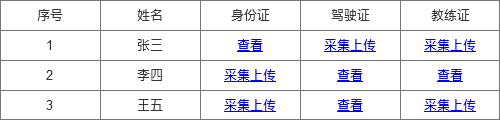 序号 姓名 身份证 驾驶证 教练证
1 张三 查看 采集上传 采集上传
2 李四 采集上传 查看 查看
3 王五 采集上传 查看 采集上传